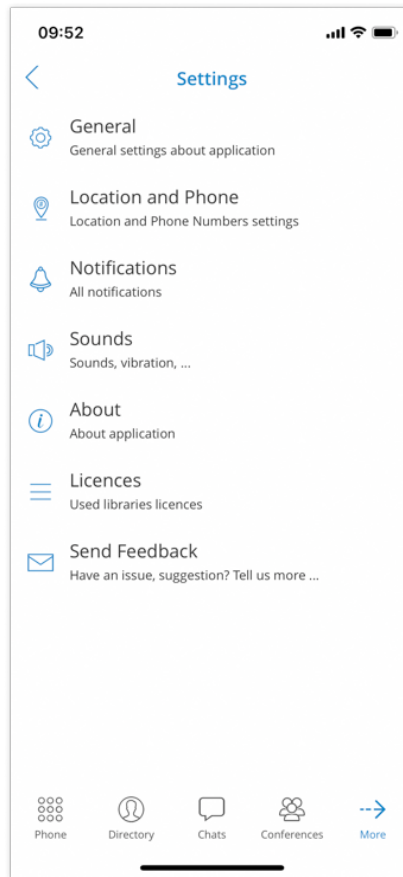 09:52
Settings
General
General settings about application
Location and Phone
Location and Phone Numbers settings
Notifications
All notifications
Sounds
Sounds, vibration, ...
About
About application
Licences
Used libraries licences
Send Feedback
Have an issue, suggestion? Tell us more ...
Phone Directory Chats Conferences More